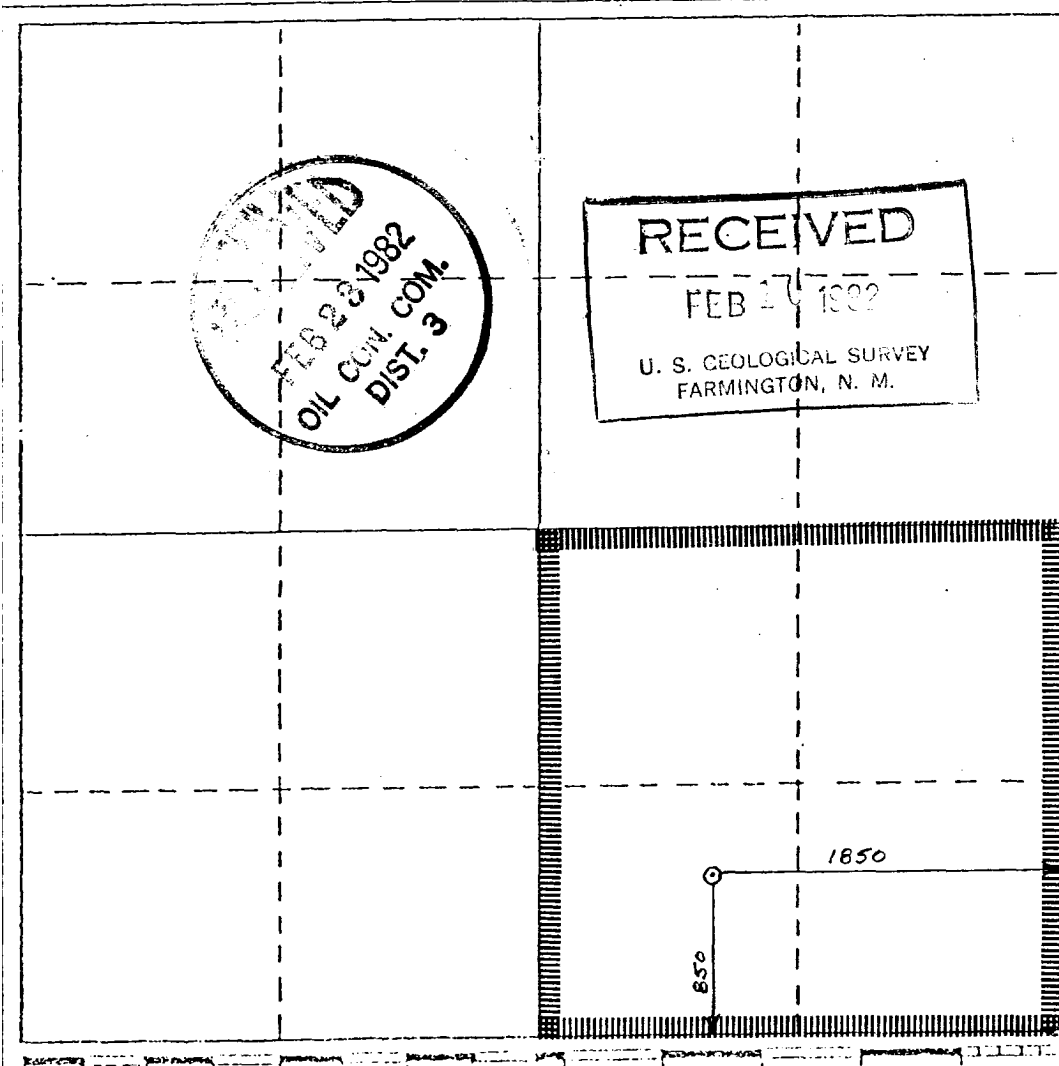 FEB 23 1982
OIL CON. COM.
DIST. 3
RECEIVED
FEB 1982
U. S. GEOLOGICAL SURVEY
FARMINGTON, N. M.
1850
850